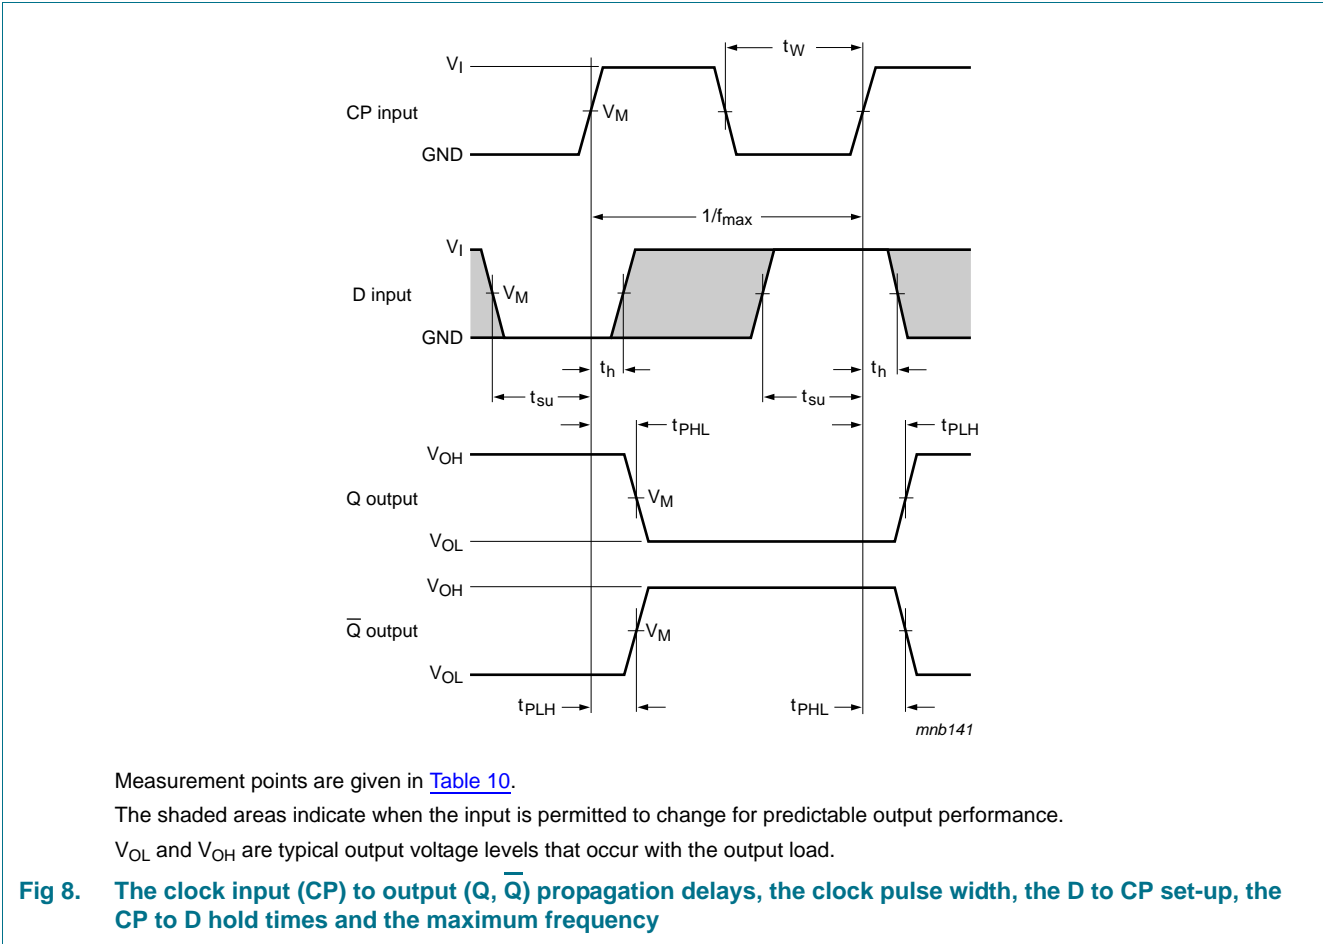 tW
VI
CP input
VM
GND
1/fmax
VI
D input
VM
GND
th
th
tsu
tsu
tPHL
tPLH
VOH
Q output
VM
VOL
VOH
Q̅ output
VM
VOL
tPLH
tPHL
mnb141
Measurement points are given in Table 10.
The shaded areas indicate when the input is permitted to change for predictable output performance.
VOL and VOH are typical output voltage levels that occur with the output load.
Fig 8. The clock input (CP) to output (Q, Q̅) propagation delays, the clock pulse width, the D to CP set-up, the
CP to D hold times and the maximum frequency